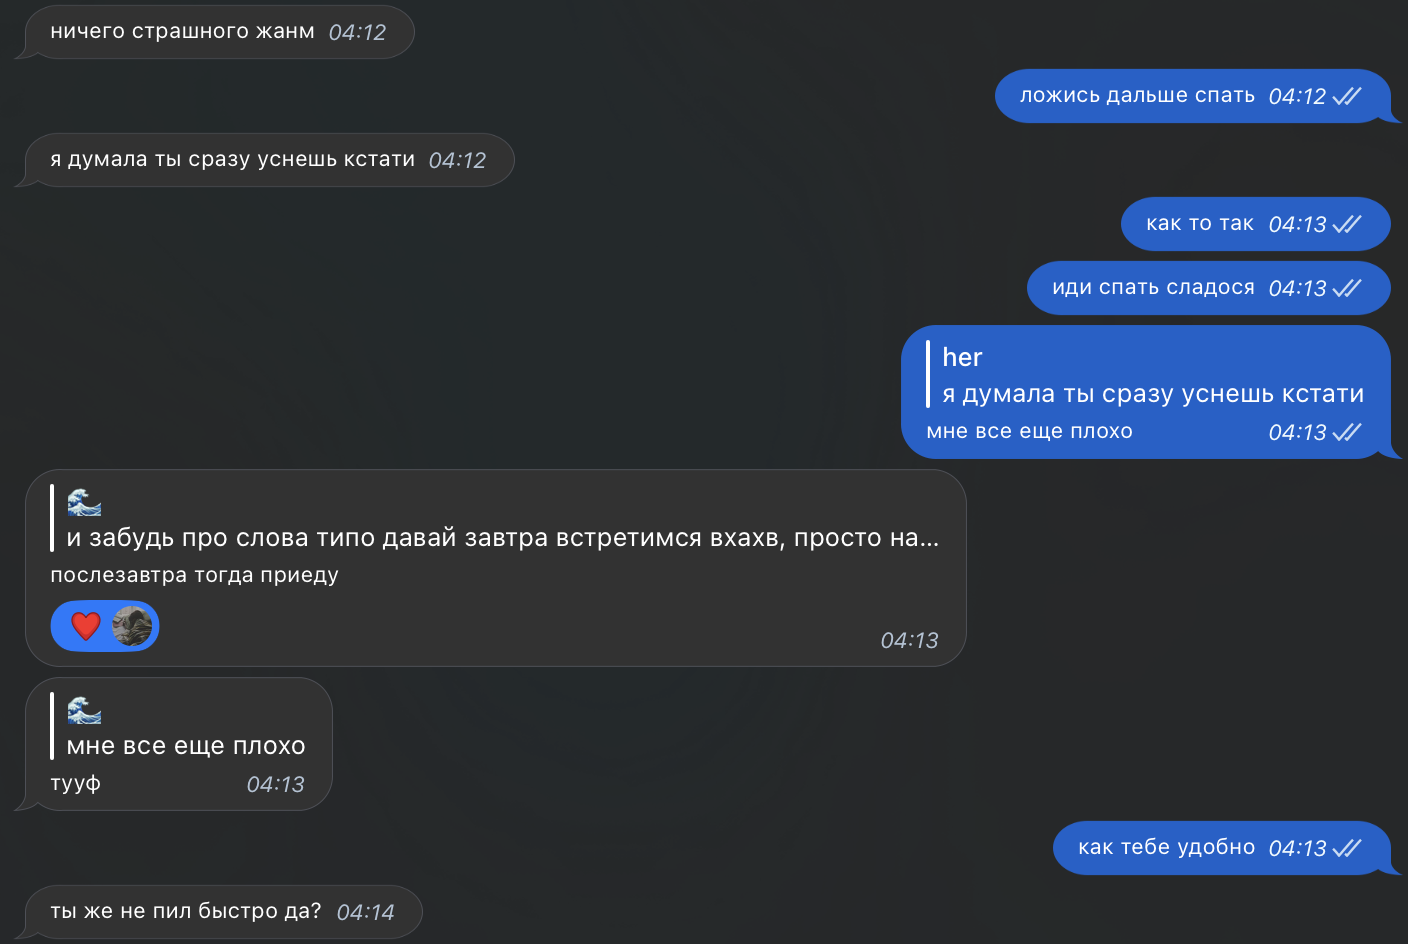 ничего страшного жанм 04:12
ложись дальше спать 04:12
я думала ты сразу уснешь кстати 04:12
как то так 04:13
иди спать сладося 04:13
her
я думала ты сразу уснешь кстати
мне все еще плохо 04:13
🌊
и забудь про слова типо давай завтра встретимся вхахв, просто на...
послезавтра тогда приеду
❤️ 04:13
🌊
мне все еще плохо
тууф 04:13
как тебе удобно 04:13
ты же не пил быстро да? 04:14